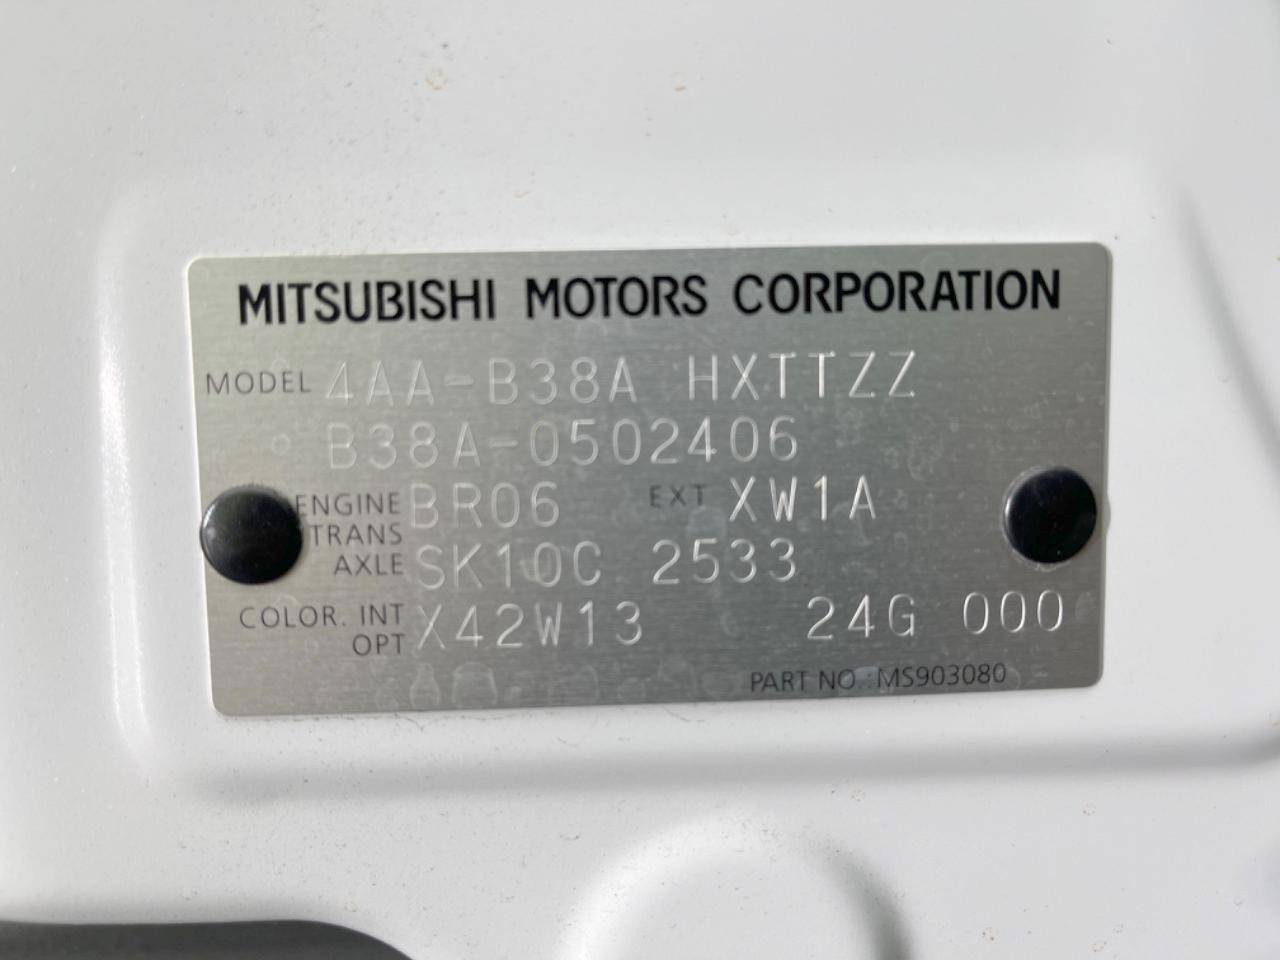 MITSUBISHI MOTORS CORPORATION
MODEL 4AA-B38A HXTTZZ
B38A-0502406
ENGINE BR06 EXT XW1A
TRANS
AXLE SK10C 2533
COLOR. INT X42W13 24G 000
OPT
PART NO.:MS903080